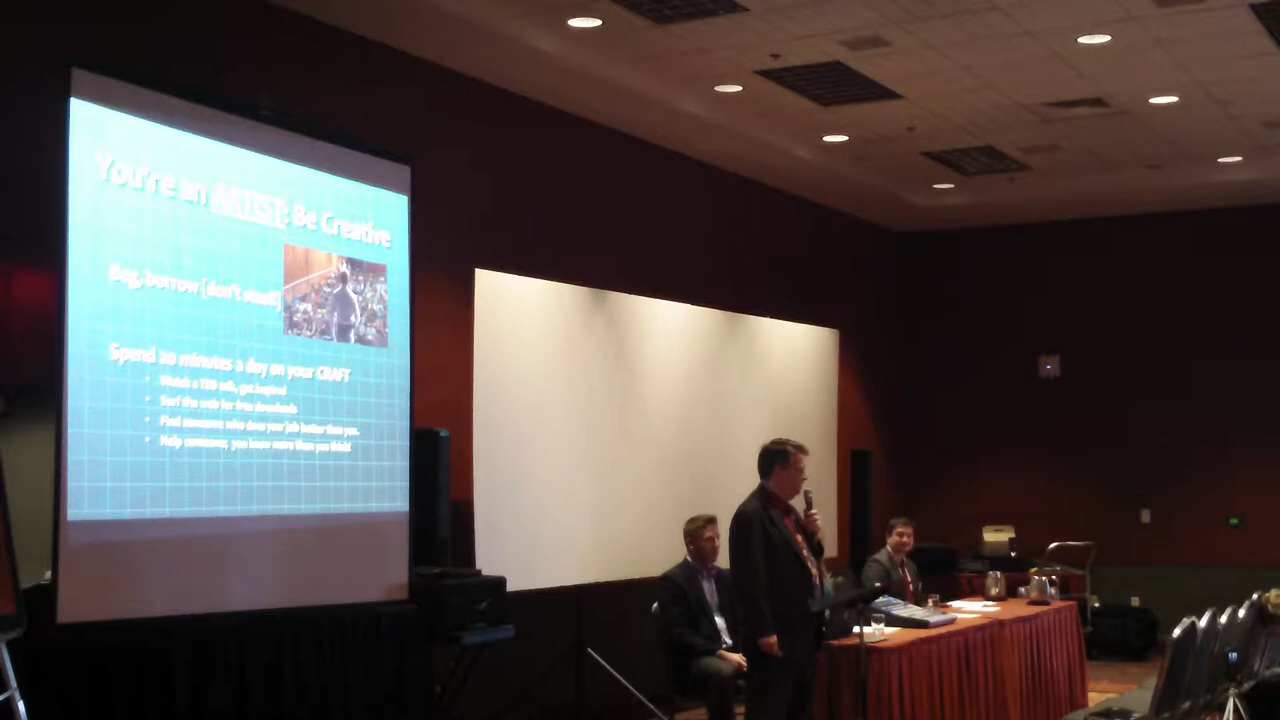 You're an ARTIST: Be Creative
Beg, borrow [don't steal]
Spend 20 minutes a day on your CRAFT
Watch a TED talk, get inspired
Surf the web for free downloads
Find someone who does your job better than you.
Help someone, you know more than you think!